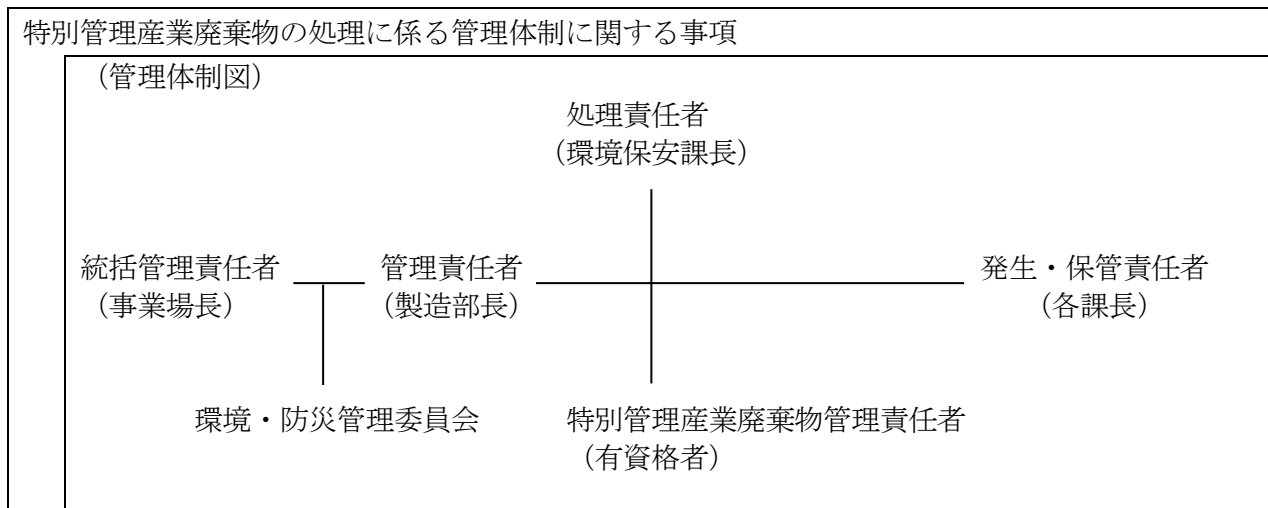 特別管理産業廃棄物の処理に係る管理体制に関する事項
（管理体制図）
処理責任者
（環境保安課長）
統括管理責任者
（事業場長）
管理責任者
（製造部長）
発生・保管責任者
（各課長）
環境・防災管理委員会
特別管理産業廃棄物管理責任者
（有資格者）